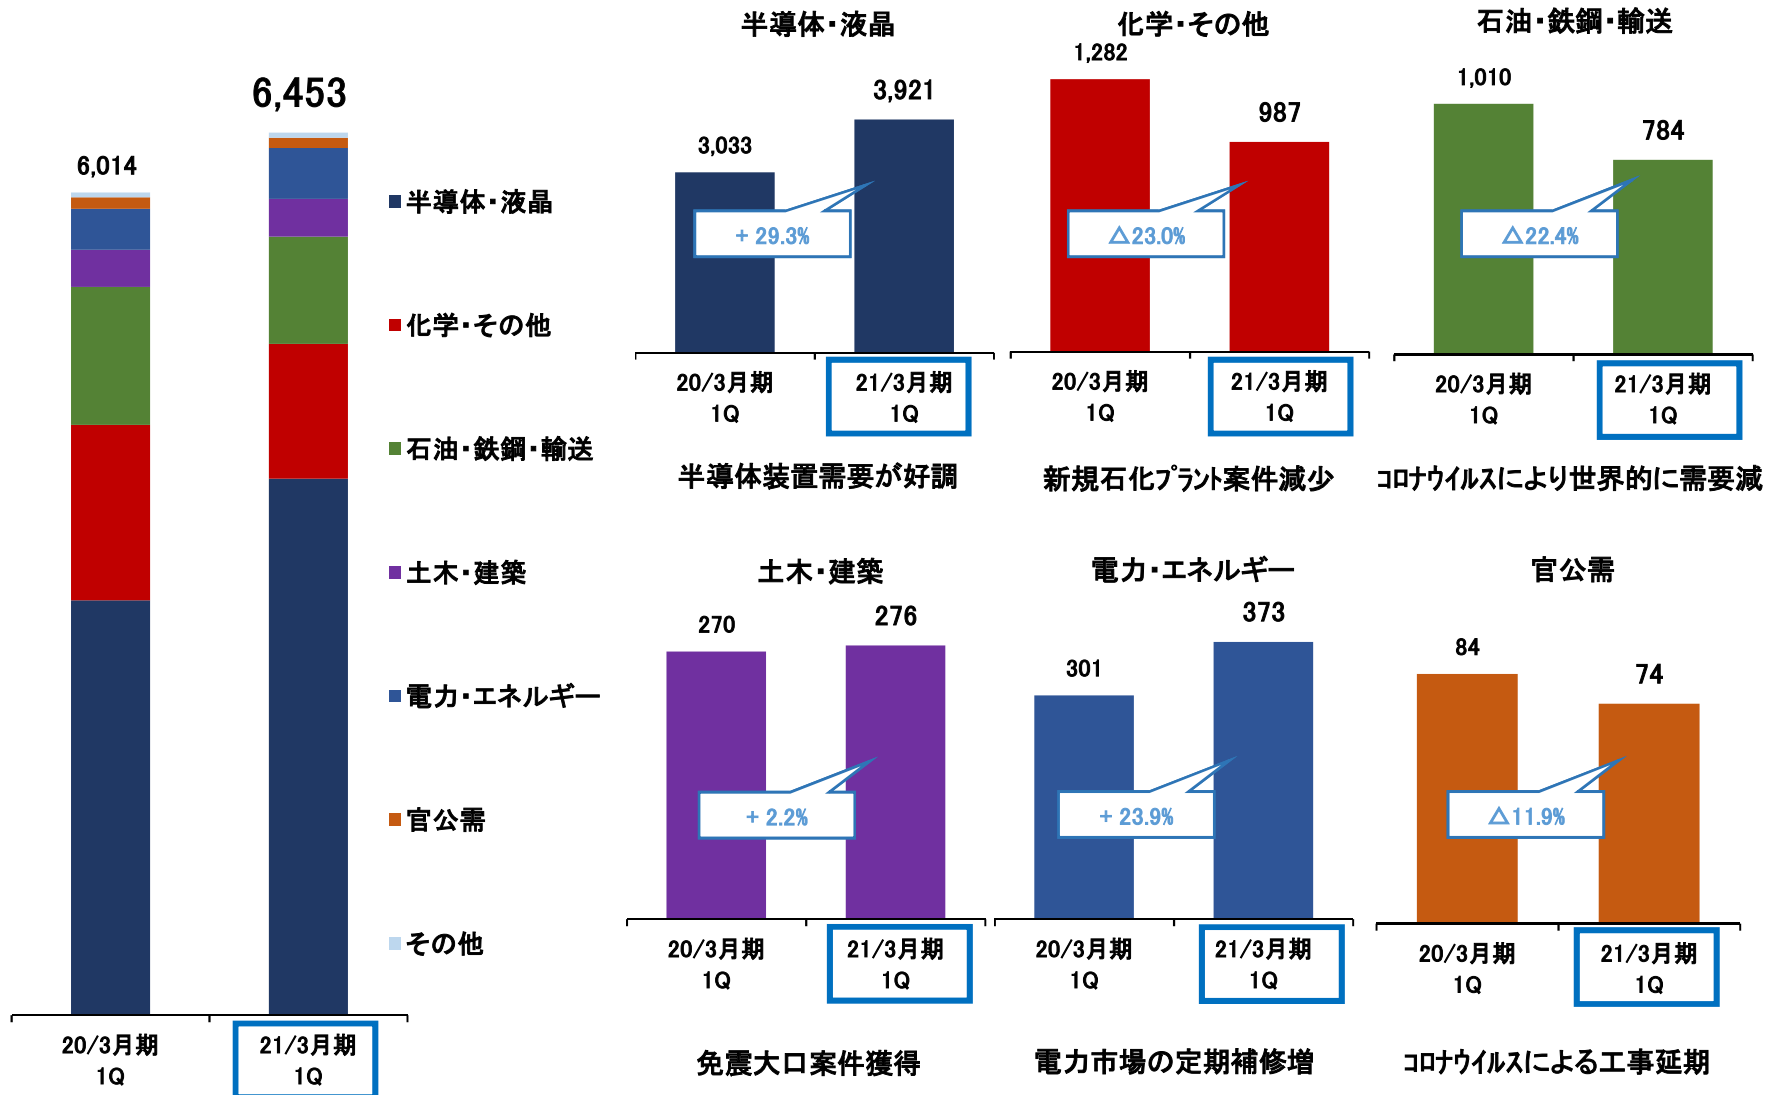 6,014
6,453
20/3月期
1Q
21/3月期
1Q
半導体・液晶
化学・その他
石油・鉄鋼・輸送
土木・建築
電力・エネルギー
官公需
その他
半導体・液晶
3,033
3,921
+ 29.3%
20/3月期
1Q
21/3月期
1Q
半導体装置需要が好調
化学・その他
1,282
987
△23.0%
20/3月期
1Q
21/3月期
1Q
新規石化プラント案件減少
石油・鉄鋼・輸送
1,010
784
△22.4%
20/3月期
1Q
21/3月期
1Q
コロナウイルスにより世界的に需要減
土木・建築
270
276
+ 2.2%
20/3月期
1Q
21/3月期
1Q
免震大口案件獲得
電力・エネルギー
301
373
+ 23.9%
20/3月期
1Q
21/3月期
1Q
電力市場の定期補修増
官公需
84
74
△11.9%
20/3月期
1Q
21/3月期
1Q
コロナウイルスによる工事延期